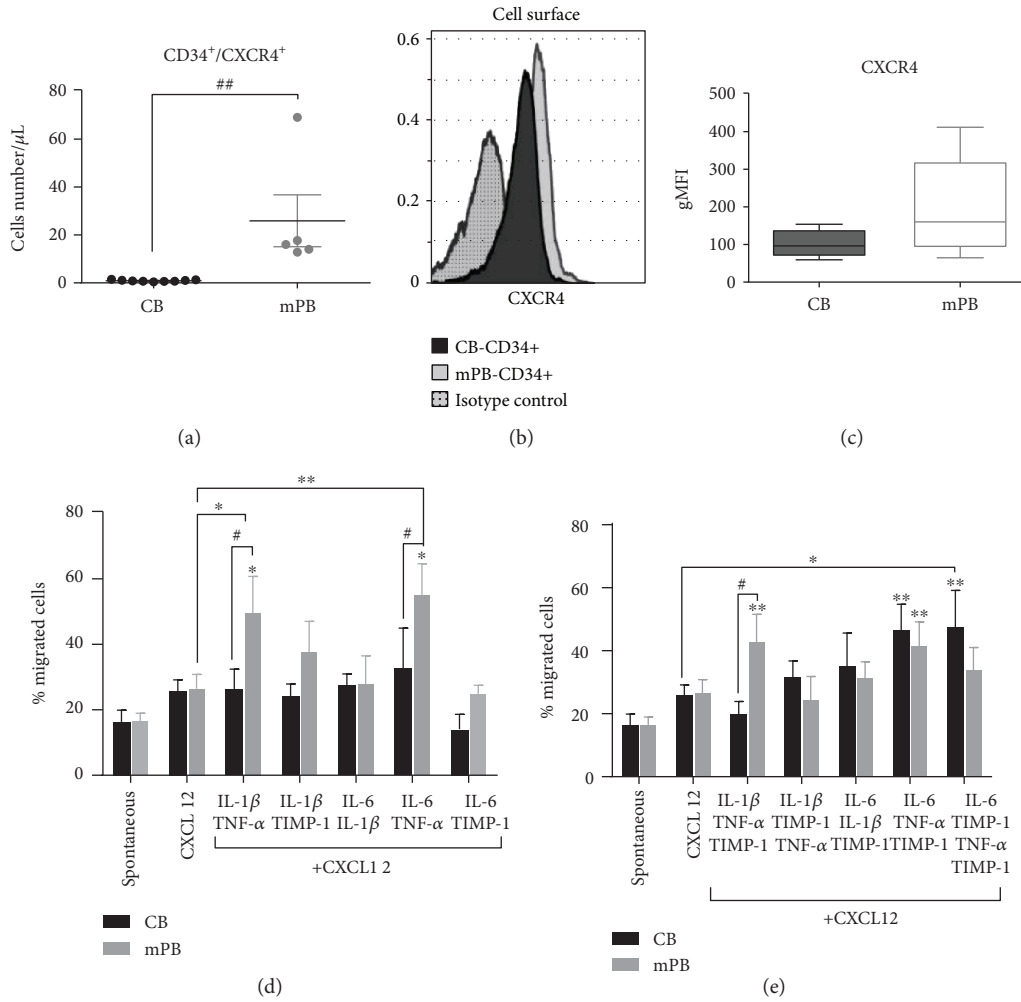 CD34+/CXCR4+
##
80
60
40
20
0
Cells number/μL
CB
mPB
(a)
Cell surface
0.6
0.4
0.2
0
CXCR4
CB-CD34+
mPB-CD34+
Isotype control
(b)
CXCR4
500
400
300
200
100
0
gMFI
CB
mPB
(c)
**
*
#
*
#
*
80
60
40
20
0
% migrated cells
Spontaneous
CXCL 12
IL-1β IL-1β IL-6 IL-6 IL-6
TNF-α TIMP-1 IL-1β TNF-α TIMP-1
+CXCL1 2
CB
mPB
(d)
*
#
**
**
**
**
80
60
40
20
0
% migrated cells
Spontaneous
CXCL 12
IL-1β IL-1β IL-6 IL-6 IL-6
TNF-α TIMP-1 IL-1β TNF-α TIMP-1
TIMP-1 TNF-α TIMP-1 TIMP-1 TNF-α
TIMP-1
+CXCL12
CB
mPB
(e)